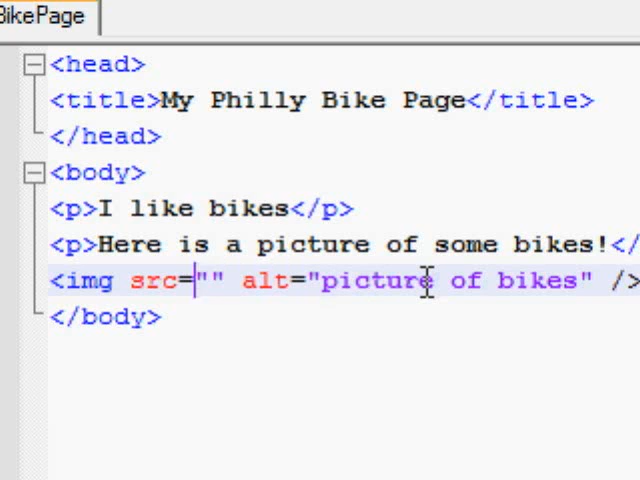 BikePage
<head>
<title>My Philly Bike Page</title>
</head>
<body>
<p>I like bikes</p>
<p>Here is a picture of some bikes!</
<img src="" alt="picture of bikes" />
</body>